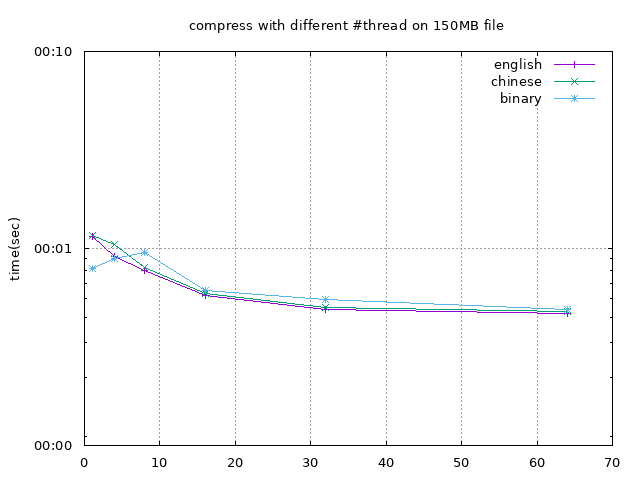 compress with different #thread on 150MB file
00:10
english
chinese
binary
time(sec)
00:01
00:00
0 10 20 30 40 50 60 70